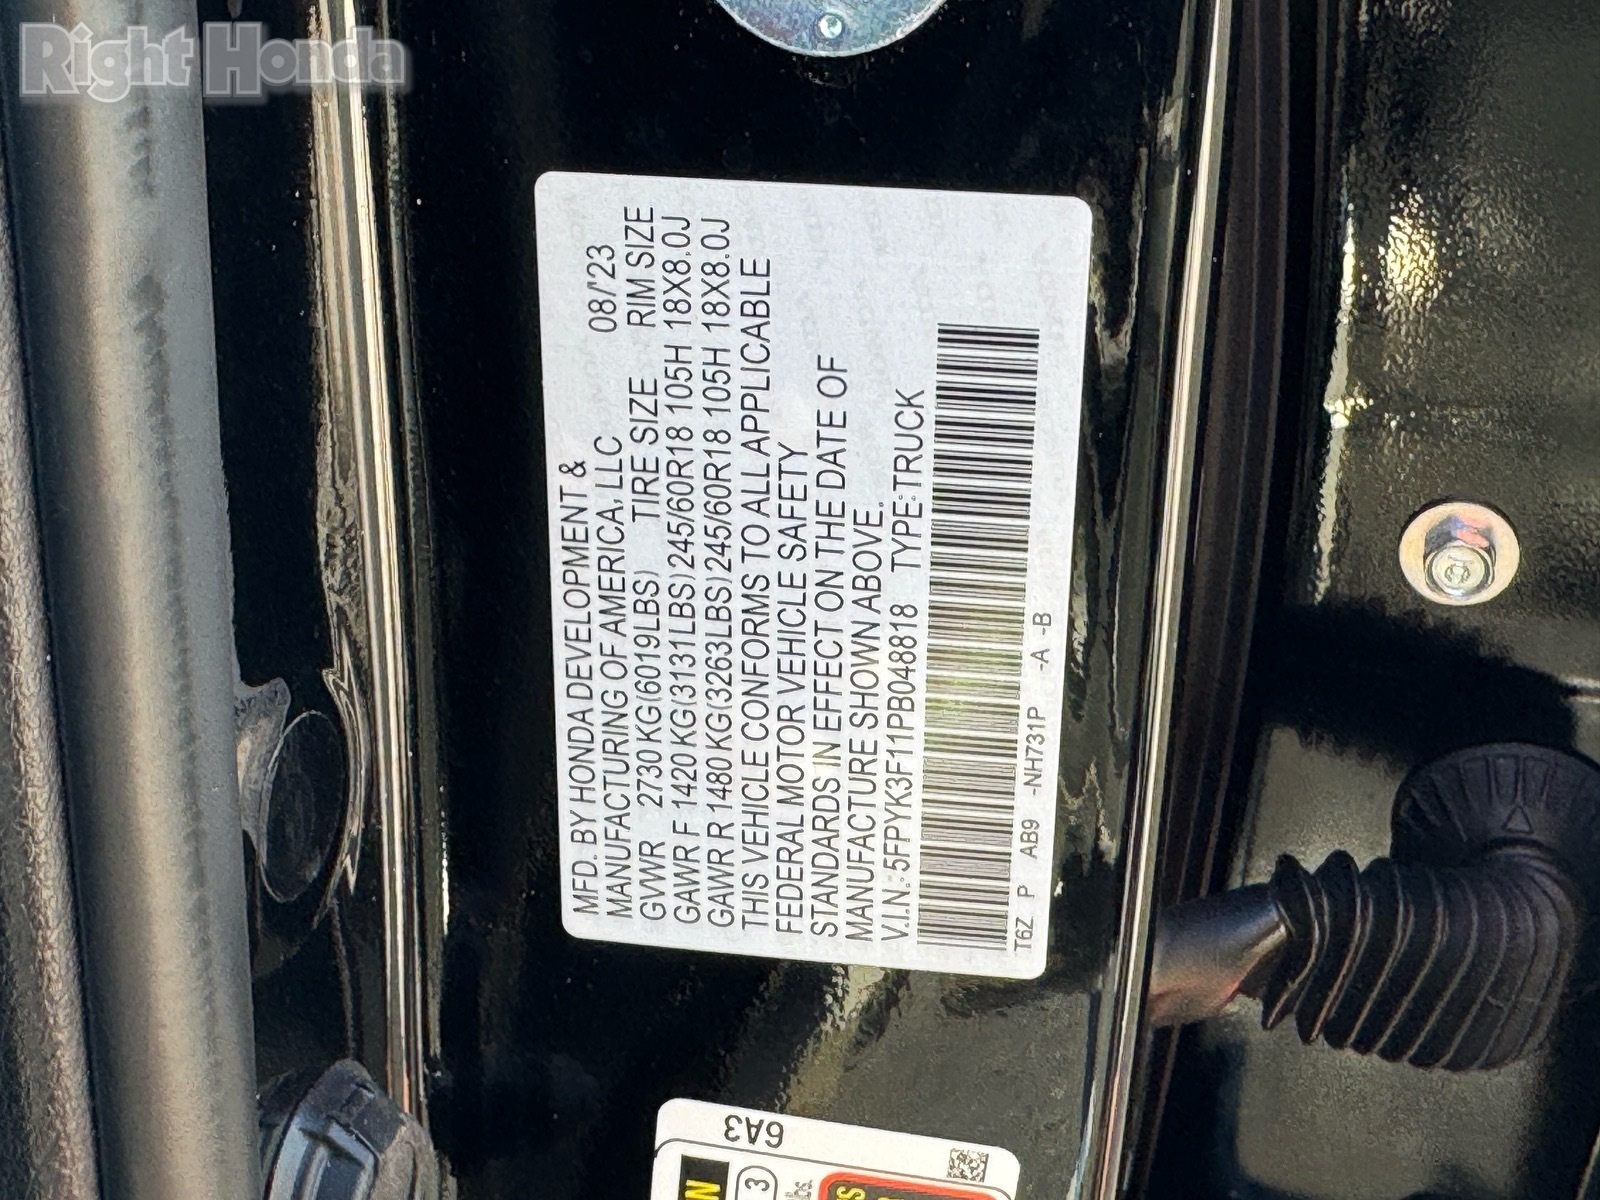 Right Honda
MFD. BY HONDA DEVELOPMENT &
MANUFACTURING OF AMERICA, LLC 08/'23
GVWR 2730 KG(6019LBS) TIRE SIZE RIM SIZE
GAWR F 1420 KG(3131LBS) 245/60R18 105H 18X8.0J
GAWR R 1480 KG(3263LBS) 245/60R18 105H 18X8.0J
THIS VEHICLE CONFORMS TO ALL APPLICABLE
FEDERAL MOTOR VEHICLE SAFETY
STANDARDS IN EFFECT ON THE DATE OF
MANUFACTURE SHOWN ABOVE.
V.I.N.:5FPYK3F11PB048818 TYPE:TRUCK
T6Z P AB9 -NH731P -A -B
6A3
3
lbs.